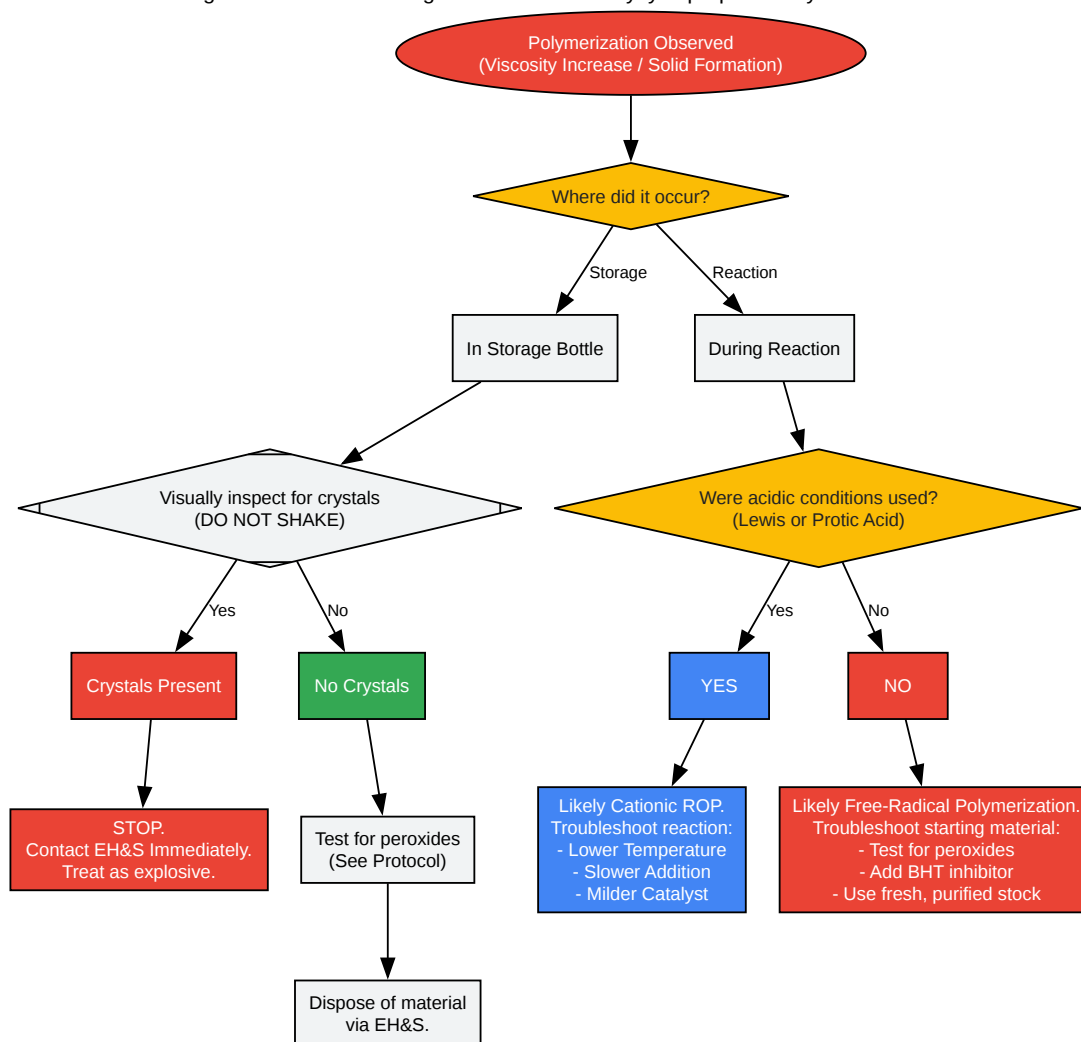 Polymerization Observed
(Viscosity Increase / Solid Formation)
Where did it occur?
Storage
Reaction
In Storage Bottle
During Reaction
Visually inspect for crystals
(DO NOT SHAKE)
Were acidic conditions used?
(Lewis or Protic Acid)
Yes
No
Yes
No
Crystals Present
No Crystals
YES
NO
STOP.
Contact EH&S Immediately.
Treat as explosive.
Test for peroxides
(See Protocol)
Likely Cationic ROP.
Troubleshoot reaction:
- Lower Temperature
- Slower Addition
- Milder Catalyst
Likely Free-Radical Polymerization.
Troubleshoot starting material:
- Test for peroxides
- Add BHT inhibitor
- Use fresh, purified stock
Dispose of material
via EH&S.